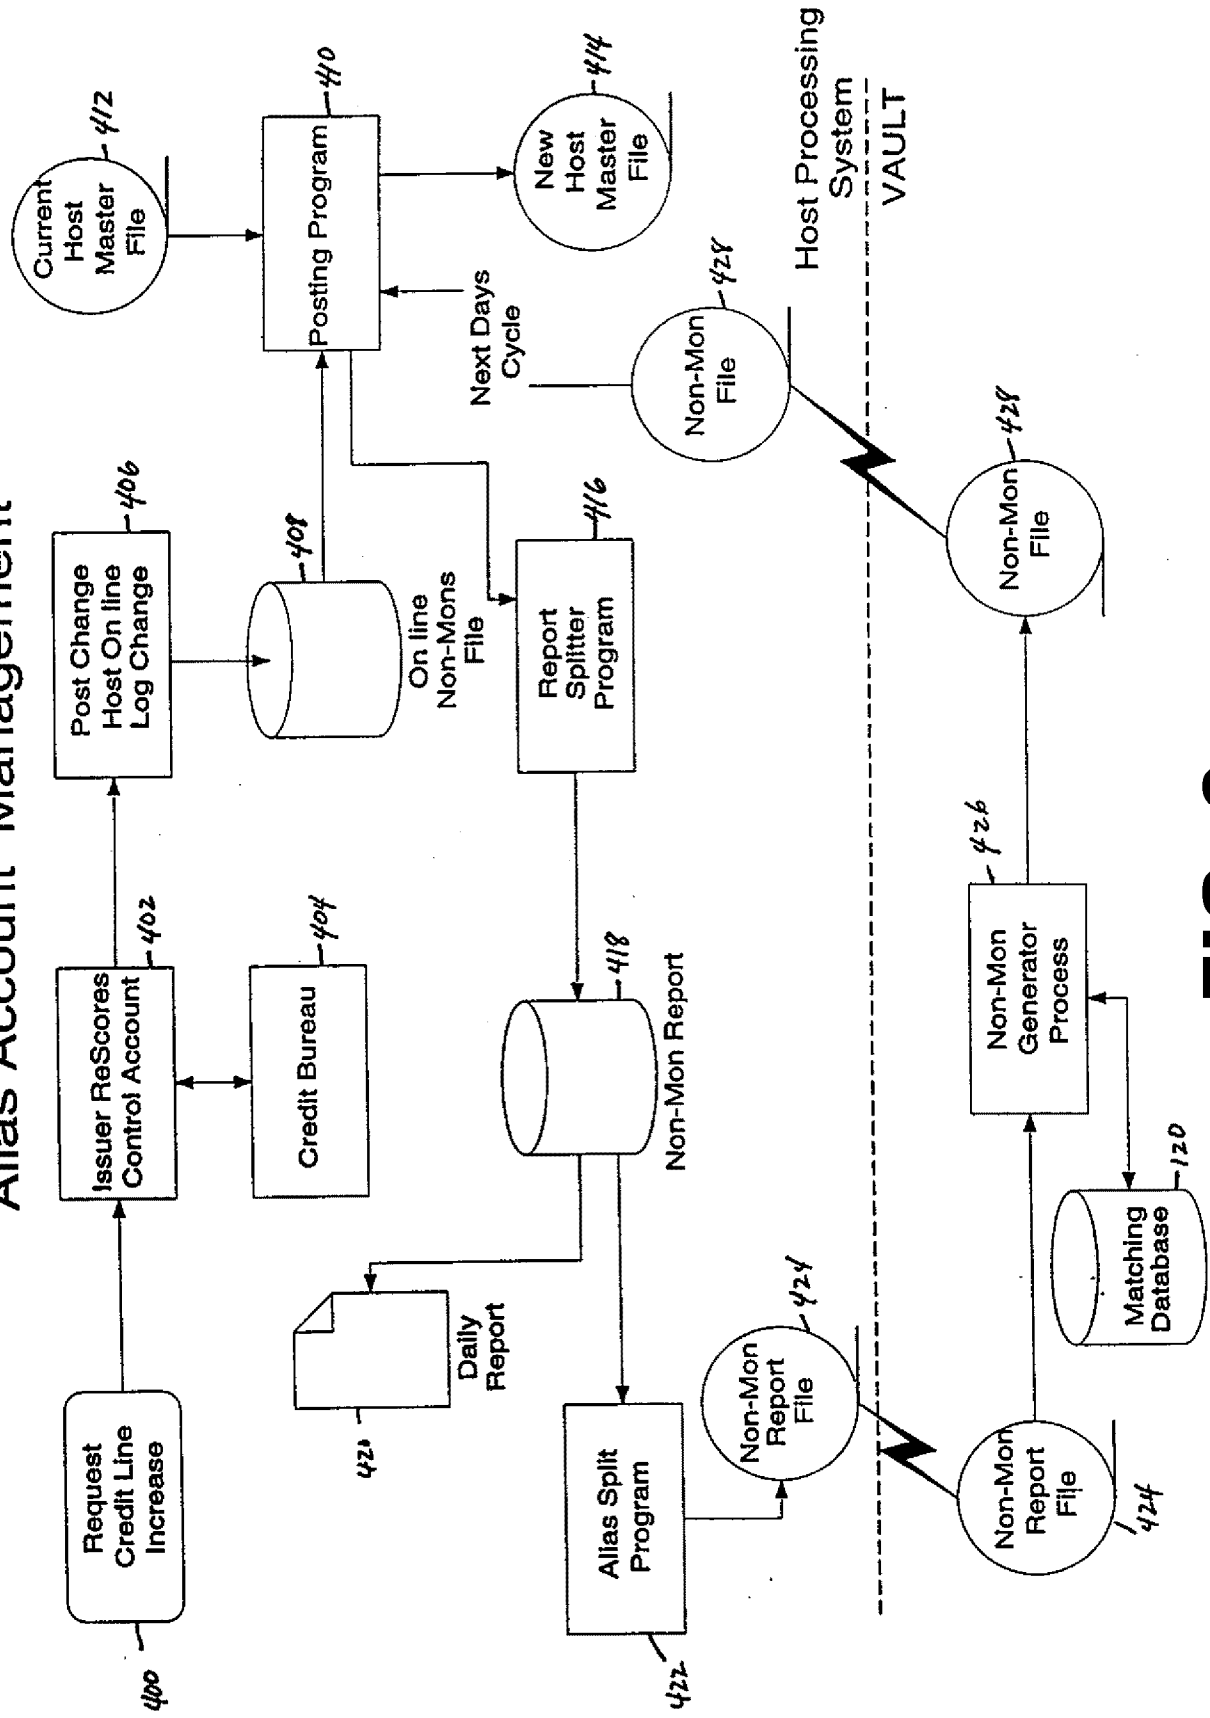 Alias Account Management
Request
Credit Line
Increase
400
Issuer ReScores
Control Account
402
Credit Bureau
404
Post Change
Host On line
Log Change
406
408
On line
Non-Mons
File
Current
Host
Master
File
412
Posting Program
410
Next Days
Cycle
New
Host
Master
File
414
Report
Splitter
Program
416
418
Non-Mon Report
Daily
Report
420
Alias Split
Program
422
Non-Mon
Report
File
424
Non-Mon
File
428
Host Processing
System
VAULT
Non-Mon
Report
File
424
Matching
Database
120
Non-Mon
Generator
Process
426
Non-Mon
File
428